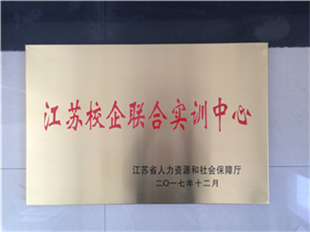 江苏校企联合实训中心
江苏省人力资源和社会保障厅
二〇一七年十二月